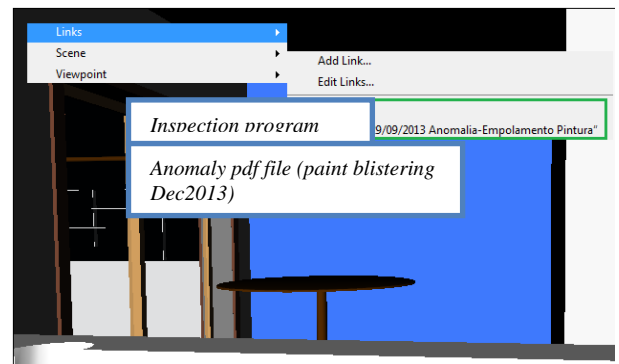 Links
Scene
Viewpoint
Add Link...
Edit Links...
Inspection program
9/09/2013 Anomalia-Empolamento Pintura"
Anomaly pdf file (paint blistering
Dec2013)